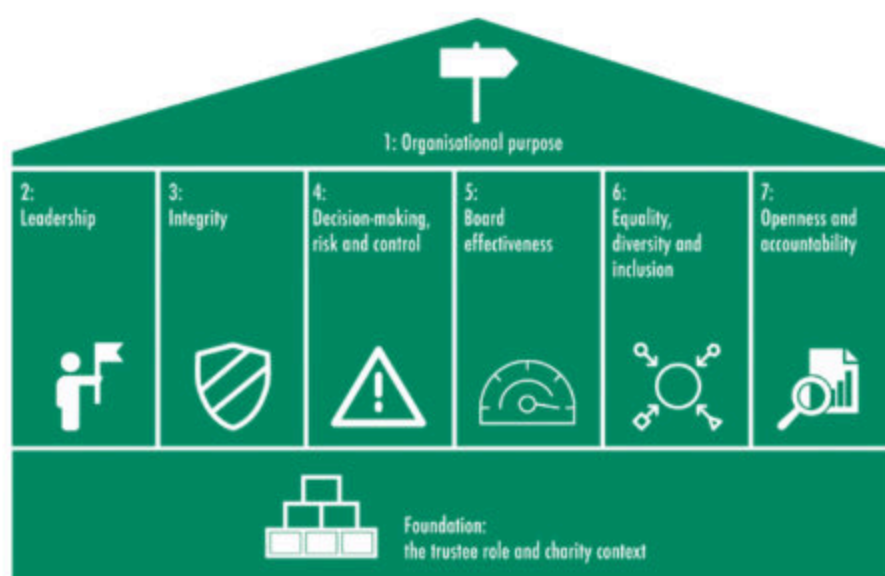 1: Organisational purpose
2:
Leadership
3:
Integrity
4:
Decision-making,
risk and control
5:
Board
effectiveness
6:
Equality,
diversity and
inclusion
7:
Openness and
accountability
Foundation:
the trustee role and charity context